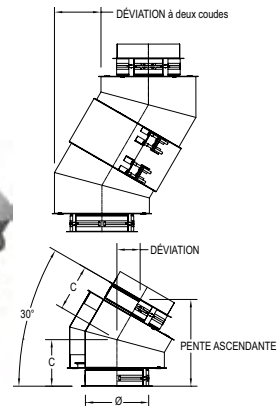 DÉVIATION à deux coudes
DÉVIATION
C
30°
PENTE ASCENDANTE
C
Ø